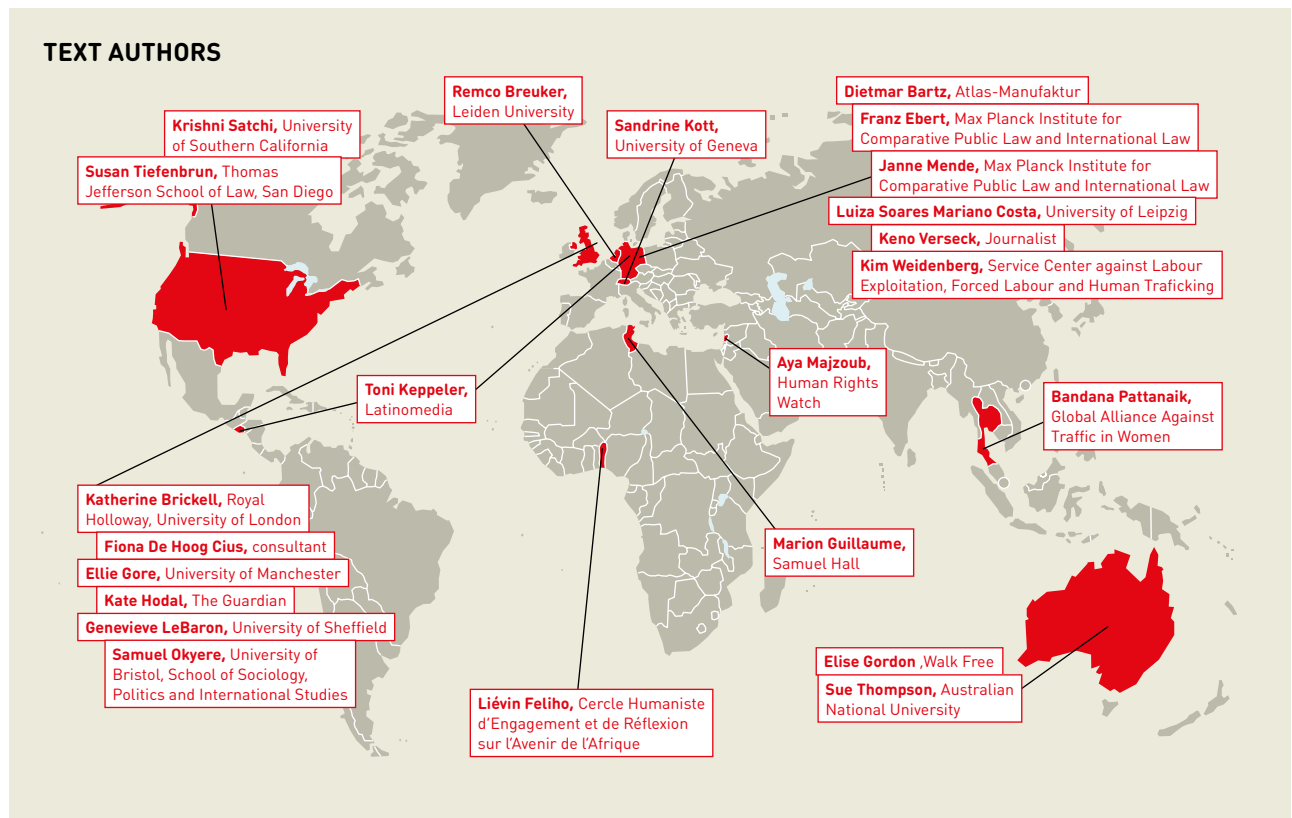 TEXT AUTHORS
Krishni Satchi, University
of Southern California
Susan Tiefenbrun, Thomas
Jefferson School of Law, San Diego
Remco Breuker,
Leiden University
Sandrine Kott,
University of Geneva
Dietmar Bartz, Atlas-Manufaktur
Franz Ebert, Max Planck Institute for
Comparative Public Law and International Law
Janne Mende, Max Planck Institute for
Comparative Public Law and International Law
Luiza Soares Mariano Costa, University of Leipzig
Keno Verseck, Journalist
Kim Weidenberg, Service Center against Labour
Exploitation, Forced Labour and Human Traficking
Toni Keppeler,
Latinomedia
Aya Majzoub,
Human Rights
Watch
Bandana Pattanaik,
Global Alliance Against
Traffic in Women
Katherine Brickell, Royal
Holloway, University of London
Fiona De Hoog Cius, consultant
Ellie Gore, University of Manchester
Kate Hodal, The Guardian
Genevieve LeBaron, University of Sheffield
Samuel Okyere, University of
Bristol, School of Sociology,
Politics and International Studies
Liévin Feliho, Cercle Humaniste
d'Engagement et de Réflexion
sur l'Avenir de l'Afrique
Marion Guillaume,
Samuel Hall
Elise Gordon ,Walk Free
Sue Thompson, Australian
National University